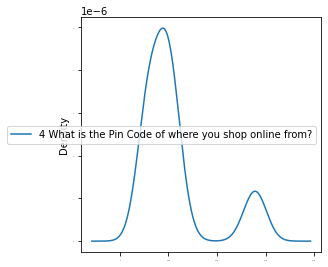 1e−6
4 What is the Pin Code of where you shop online from?
Density